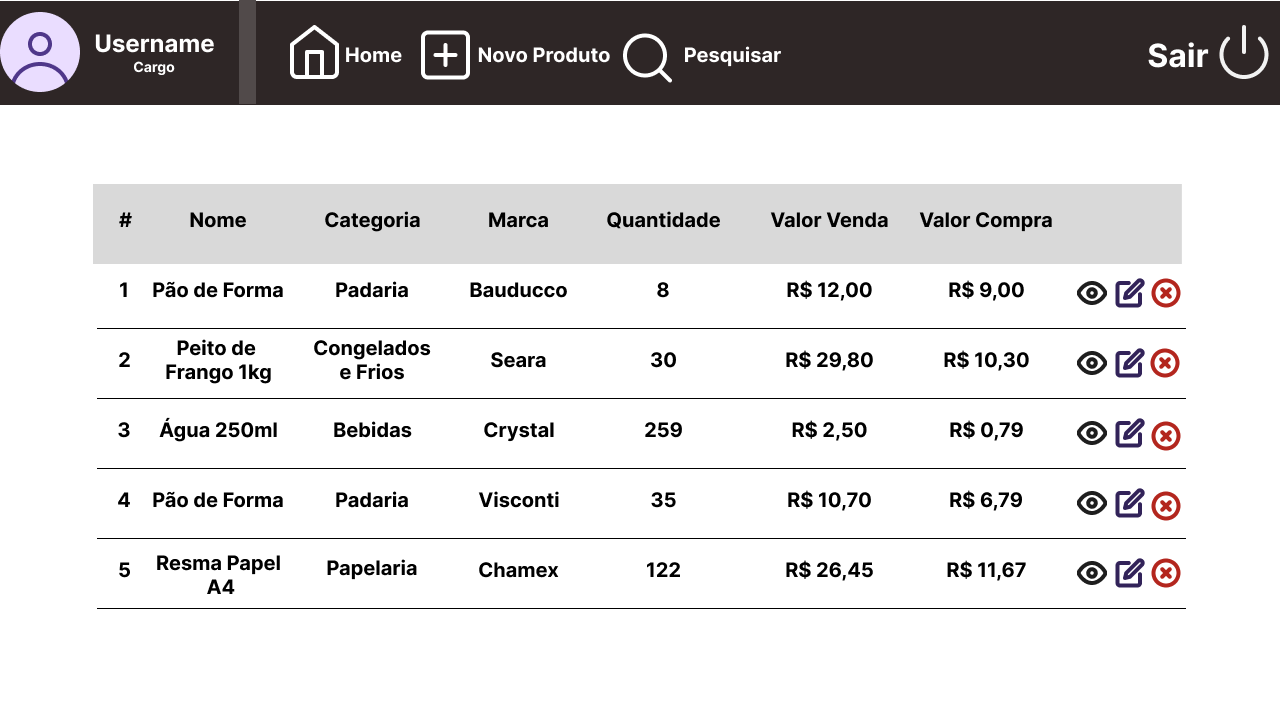 Username
Cargo
Home
Novo Produto
Pesquisar
Sair
# Nome Categoria Marca Quantidade Valor Venda Valor Compra
1 Pão de Forma Padaria Bauducco 8 R$ 12,00 R$ 9,00
2 Peito de Frango 1kg Congelados e Frios Seara 30 R$ 29,80 R$ 10,30
3 Água 250ml Bebidas Crystal 259 R$ 2,50 R$ 0,79
4 Pão de Forma Padaria Visconti 35 R$ 10,70 R$ 6,79
5 Resma Papel A4 Papelaria Chamex 122 R$ 26,45 R$ 11,67